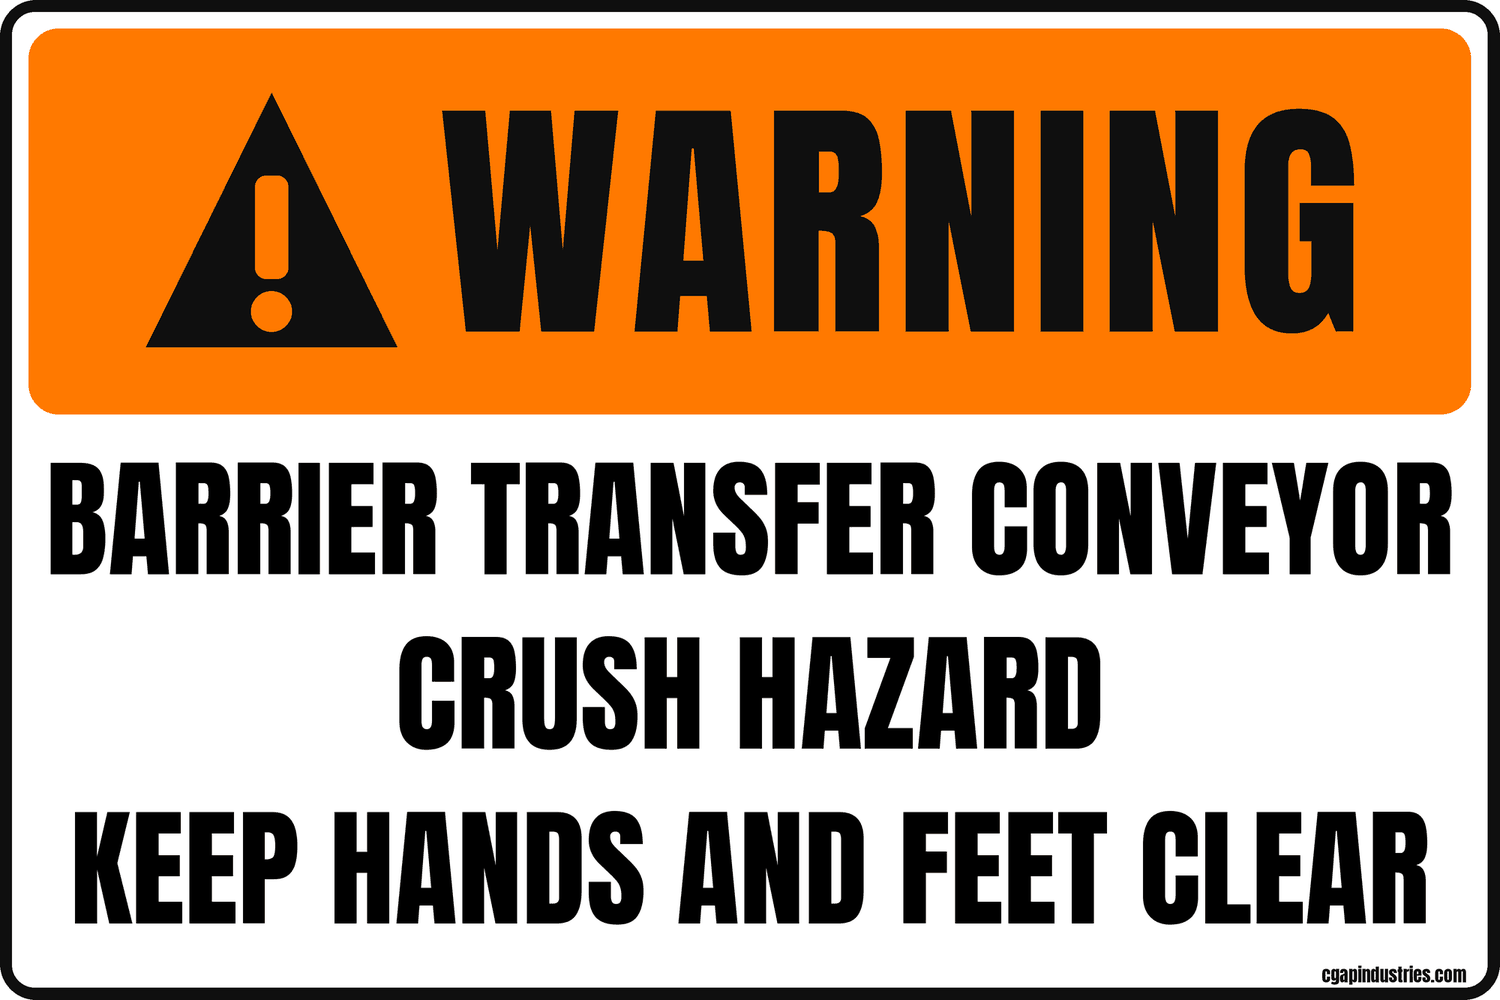 WARNING
BARRIER TRANSFER CONVEYOR
CRUSH HAZARD
KEEP HANDS AND FEET CLEAR
cgapindustries.com